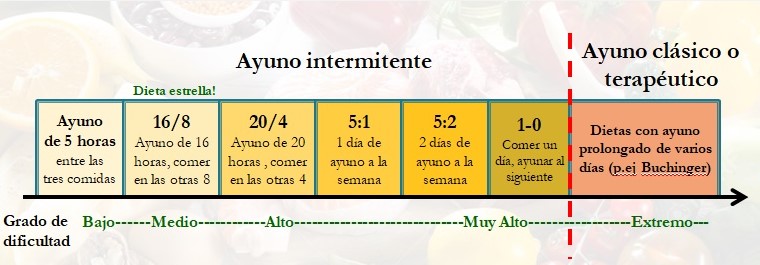 Ayuno intermitente
Ayuno clásico o
terapéutico
Dieta estrella!
Ayuno
de 5 horas
entre las
tres comidas
16/8
Ayuno de 16
horas, comer
en las otras 8
20/4
Ayuno de 20
horas , comer
en las otras 4
5:1
1 día de
ayuno a la
semana
5:2
2 días de
ayuno a la
semana
1-0
Comer un
día, ayunar al
siguiente
Dietas con ayuno
prolongado de varios
días (p.ej Buchinger)
Grado de
dificultad
Bajo------Medio-----------Alto----------------------------Muy Alto-----------------Extremo---